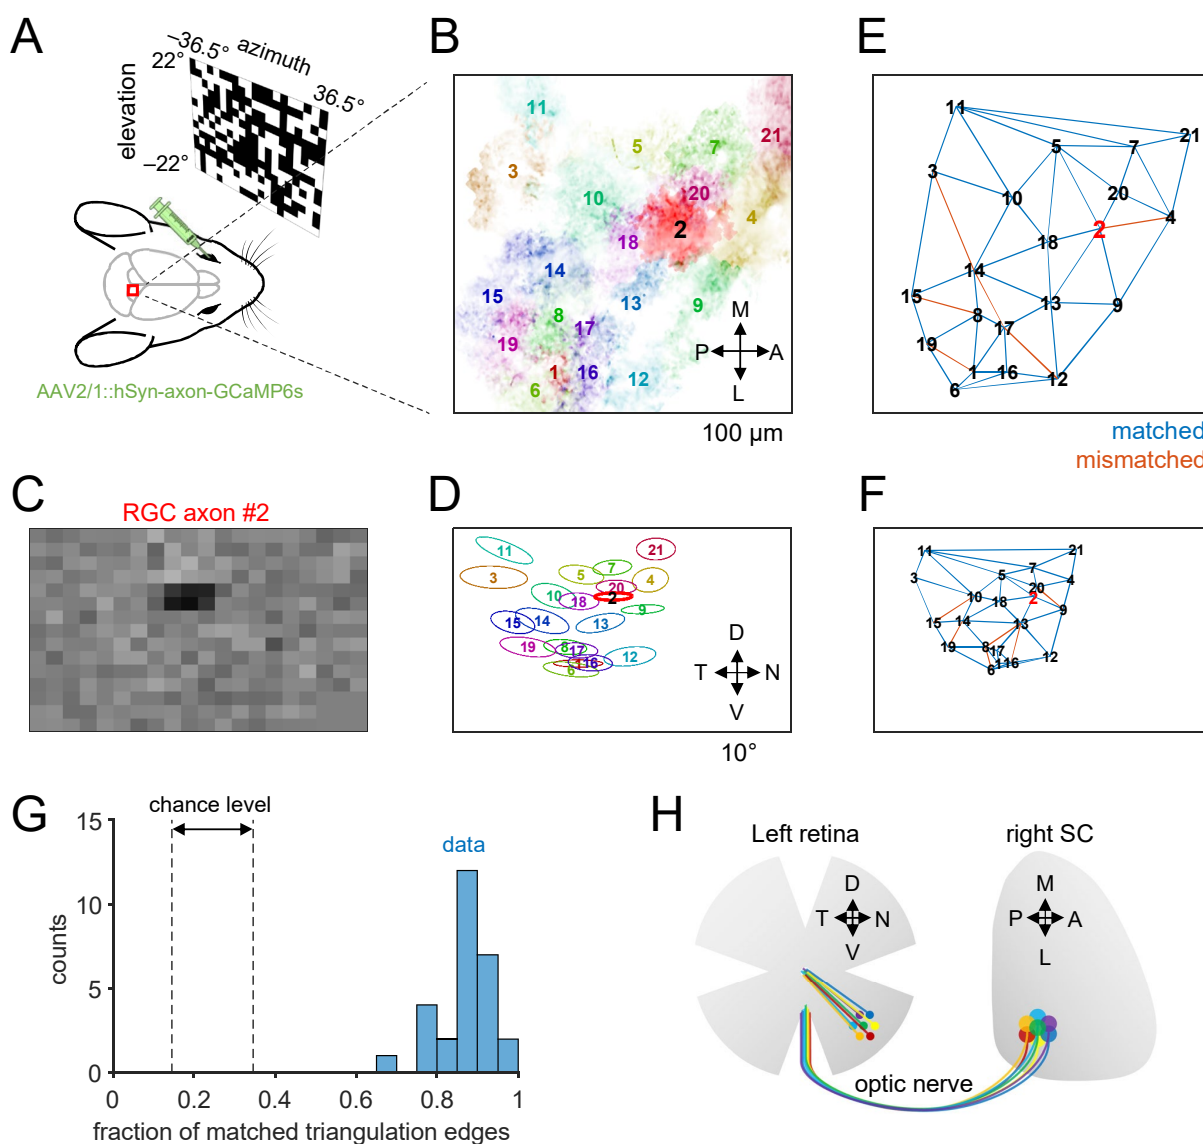 A
−36.5°
azimuth
36.5°
22°
elevation
−22°
AAV2/1::hSyn-axon-GCaMP6s
B
11
21
5
7
3
20
10
4
2
18
14
15
13
9
8
17
19
1
16
12
6
M
P
A
L
100 µm
E
11
21
5
7
3
20
10
4
2
18
14
15
13
9
8
17
19
1
16
12
6
matched
mismatched
C
RGC axon #2
D
11
21
7
5
3
4
20
10
18
2
9
14
15
13
19
8
17
12
1
16
6
D
T
N
V
10°
F
11
21
7
5
3
4
20
10
18
2
9
15
14
13
19
8
17
12
1
16
6
G
chance level
data
counts
15
10
5
0
0
0.2
0.4
0.6
0.8
1
fraction of matched triangulation edges
H
Left retina
right SC
D
T
N
V
M
P
A
L
optic nerve